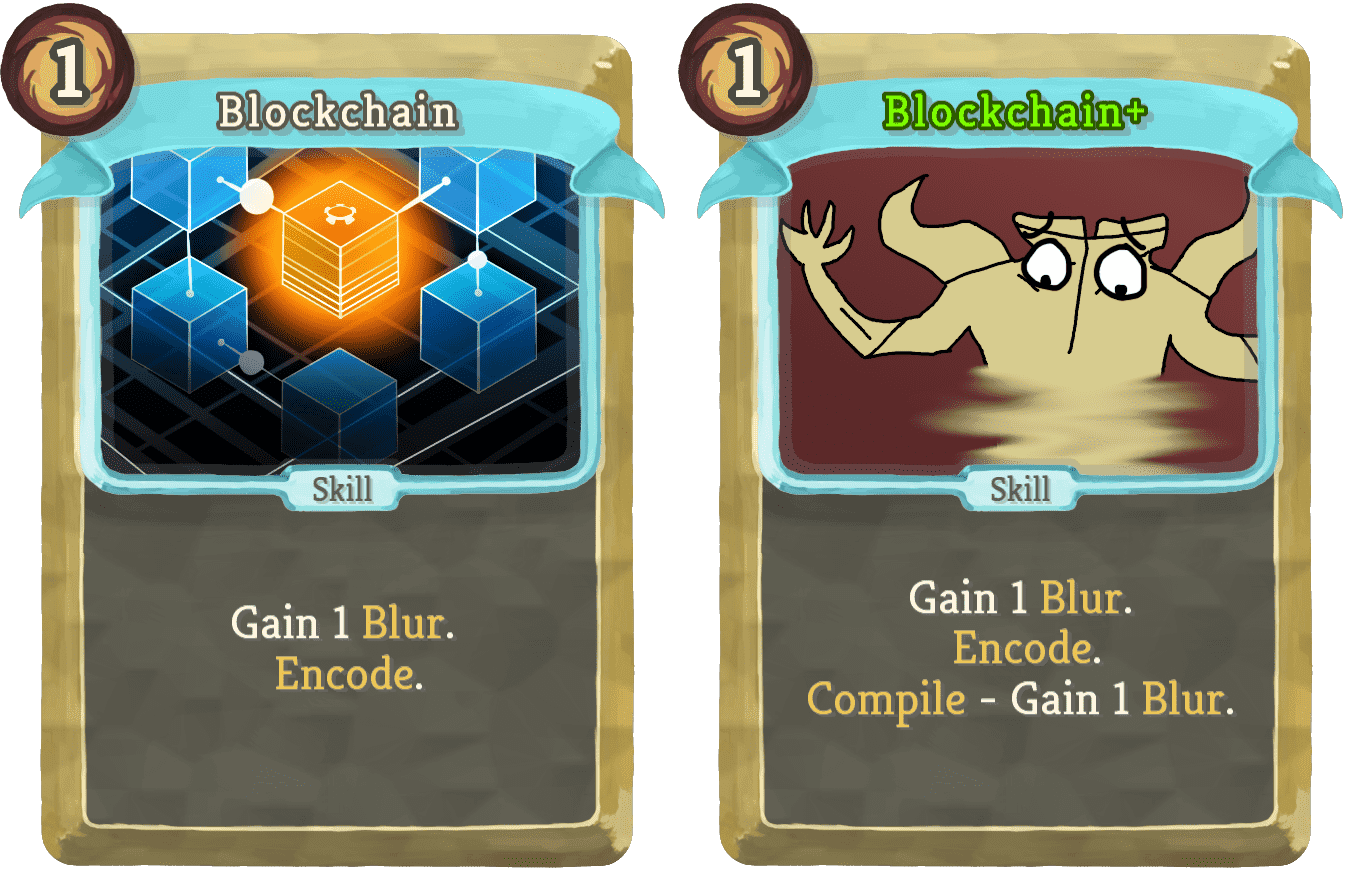 1
Blockchain
Skill
Gain 1 Blur.
Encode.
1
Blockchain+
Skill
Gain 1 Blur.
Encode.
Compile - Gain 1 Blur.